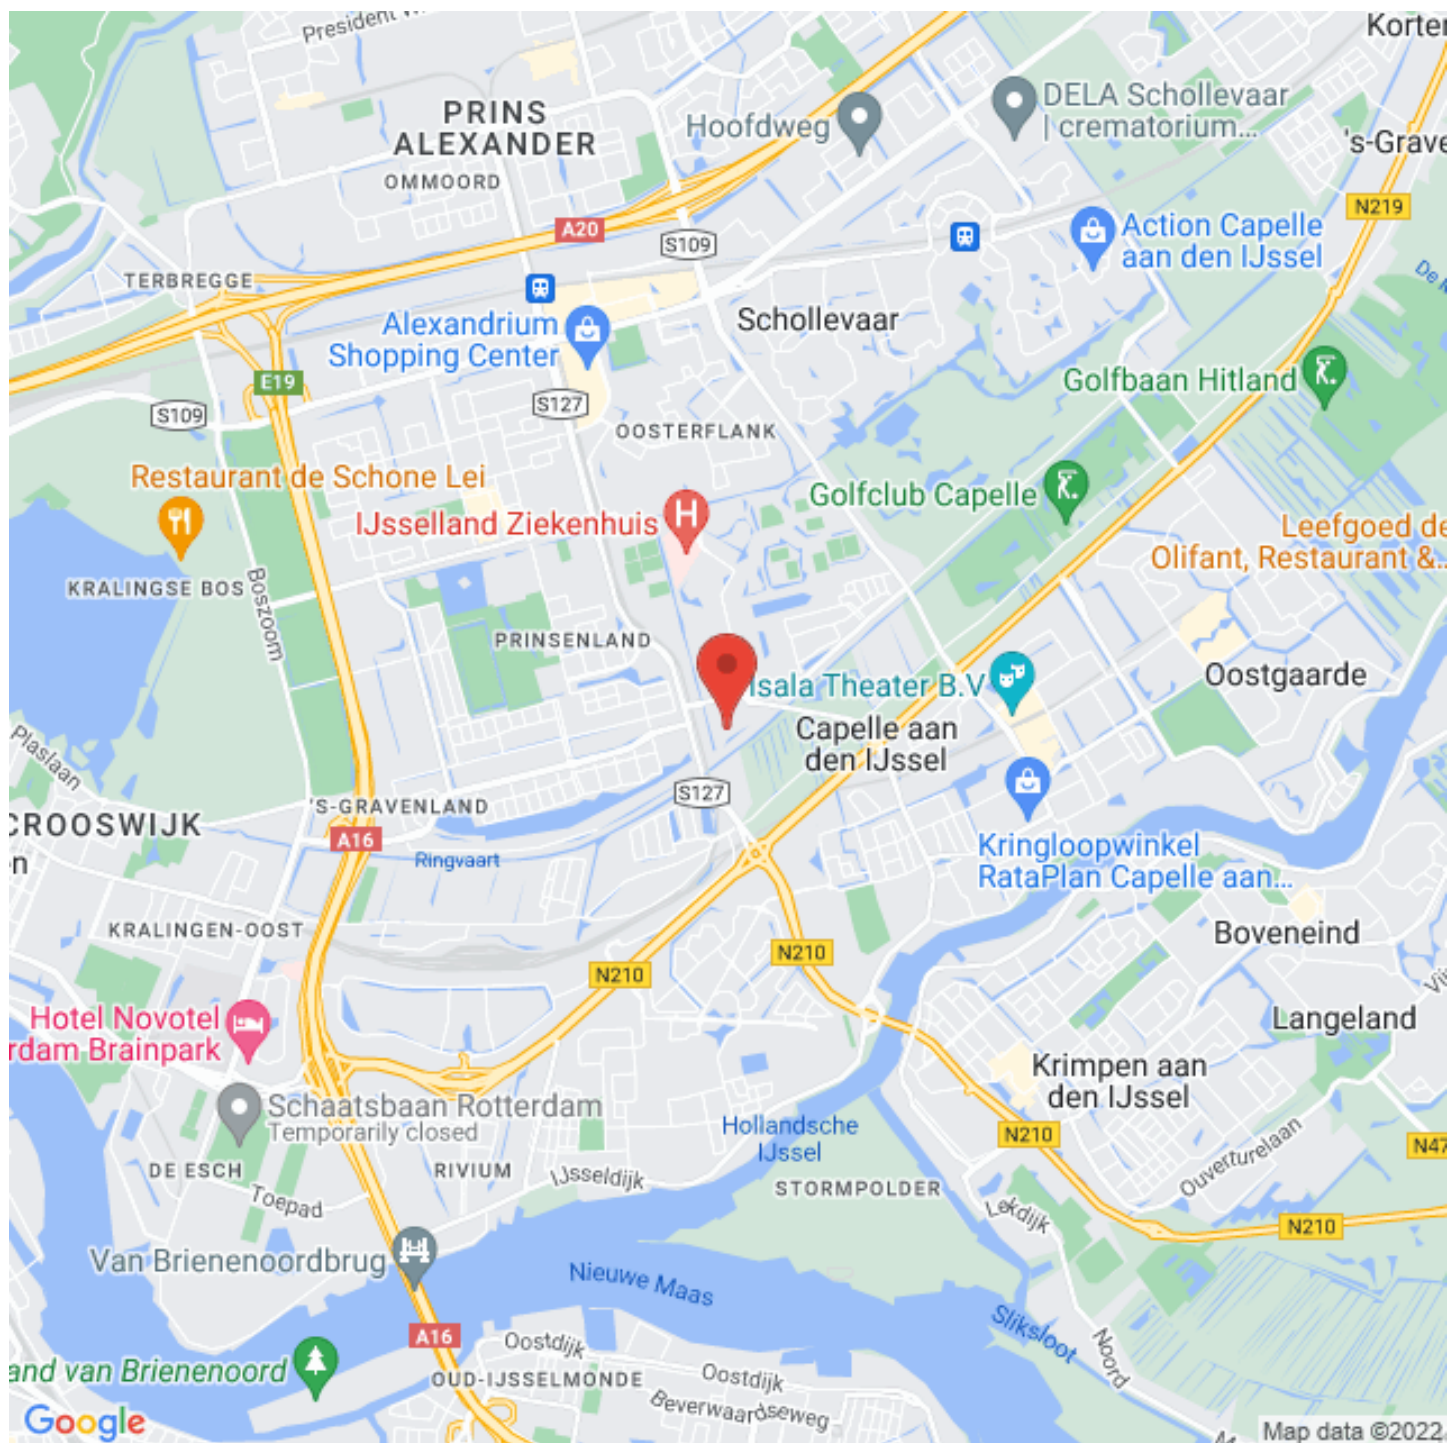 President W
Korte
PRINS
ALEXANDER
OMMOORD
Hoofdweg
DELA Schollevaar
| crematorium...
's-Grave
N219
A20
S109
Action Capelle
aan den IJssel
De
TERBREGGE
Alexandrium
Shopping Center
Schollevaar
E19
S109
S127
Golfbaan Hitland
OOSTERFLANK
Restaurant de Schone Lei
Golfclub Capelle
IJsselland Ziekenhuis
H
Leefgoed de
Olifant, Restaurant &...
KRALINGSE BOS
Boszoom
PRINSENLAND
Isala Theater B.V
Oostgaarde
Capelle aan
den IJssel
Plaslaan
S127
'S-GRAVENLAND
CROOSWIJK
A16
Ringvaart
Kringloopwinkel
RataPlan Capelle aan...
KRALINGEN-OOST
Boveneind
N210
N210
Hotel Novotel
rdam Brainpark
Langeland
Krimpen aan
den IJssel
Schaatsbaan Rotterdam
Temporarily closed
Hollandsche
IJssel
N210
N47
Ouverturelaan
DE ESCH
RIVIUM
IJsseldijk
STORMPOLDER
Toepad
Lekdijk
N210
Van Brienenoordbrug
Nieuwe Maas
Sliksloot
Noord
A16
Oostdijk
and van Brienenoord
OUD-IJSSELMONDE
Oostdijk
Beverwaardseweg
Google
Map data ©2022